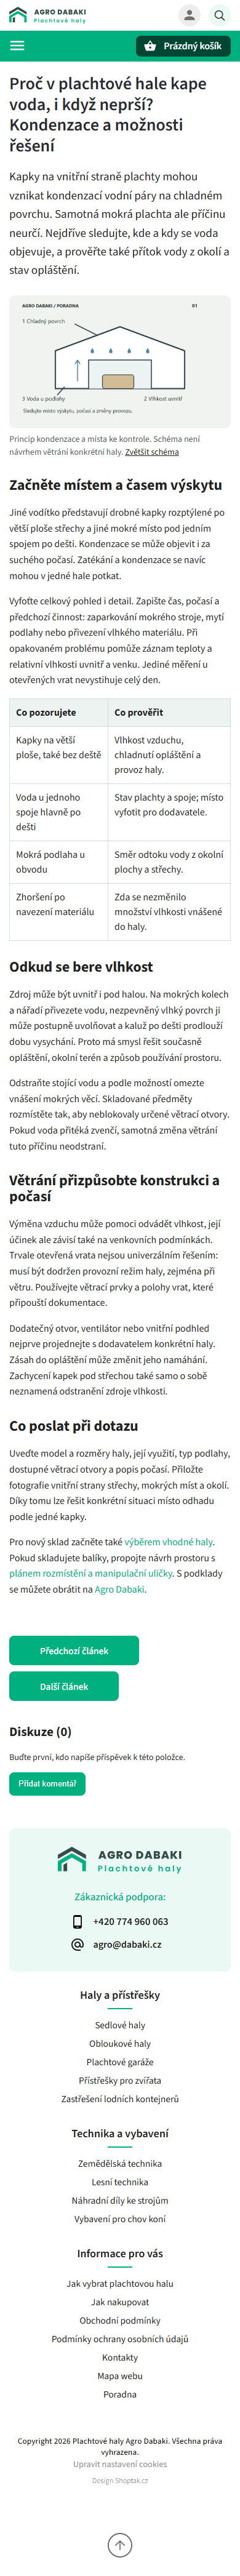 AGRO DABAKI
Plachtové haly
Prázdný košík
Proč v plachtové hale kape
voda, i když neprší?
Kondenzace a možnosti
řešení
Kapky na vnitřní straně plachty mohou
vznikat kondenzací vodní páry na chladném
povrchu. Samotná mokrá plachta ale příčinu
neurčí. Nejdříve sledujte, kde a kdy se voda
objevuje, a prověřte také přítok vody z okolí a
stav opláštění.
AGRO DABAKI / PORADNA
01
1 Chladný povrch
3 Voda u podlahy
2 Vlhkost uvnitř
Sledujte místo výskytu, počasí a změny provozu.
Princip kondenzace a místa ke kontrole. Schéma není
návrhem větrání konkrétní haly. Zvětšit schéma
Začněte místem a časem výskytu
Jiné vodítko představují drobné kapky rozptýlené po
větší ploše střechy a jiné mokré místo pod jedním
spojem po dešti. Kondenzace se může objevit i za
suchého počasí. Zatékání a kondenzace se navíc
mohou v jedné hale potkat.
Vyfoťte celkový pohled i detail. Zapište čas, počasí a
předchozí činnost: zaparkování mokrého stroje, mytí
podlahy nebo přivezení vlhkého materiálu. Při
opakovaném problému pomůže záznam teploty a
relativní vlhkosti uvnitř a venku. Jediné měření u
otevřených vrat nevystihuje celý den.
Co pozorujete
Co prověřit
Kapky na větší
ploše, také bez deště
Vlhkost vzduchu,
chladnutí opláštění a
provoz haly.
Voda u jednoho
spoje hlavně po
dešti
Stav plachty a spoje; místo
vyfotit pro dodavatele.
Mokrá podlaha u
obvodu
Směr odtoku vody z okolní
plochy a střechy.
Zhoršení po
navezení materiálu
Zda se nezměnilo
množství vlhkosti vnášené
do haly.
Odkud se bere vlhkost
Zdroj může být uvnitř i pod halou. Na mokrých kolech
a nářadí přivezete vodu, nezpevněný vlhký povrch ji
může postupně uvolňovat a kaluž po dešti prodlouží
dobu vysychání. Proto má smysl řešit současně
opláštění, okolní terén a způsob používání prostoru.
Odstraňte stojící vodu a podle možností omezte
vnášení mokrých věcí. Skladované předměty
rozmístěte tak, aby neblokovaly určené větrací otvory.
Pokud voda přitéká zvenčí, samotná změna větrání
tuto příčinu neodstraní.
Větrání přizpůsobte konstrukci a
počasí
Výměna vzduchu může pomoci odvádět vlhkost, její
účinek ale závisí také na venkovních podmínkách.
Trvale otevřená vrata nejsou univerzálním řešením:
musí být dodržen provozní režim haly, zejména při
větru. Používejte větrací prvky a polohy vrat, které
připouští dokumentace.
Dodatečný otvor, ventilátor nebo vnitřní podhled
nejprve projednejte s dodavatelem konkrétní haly.
Zásah do opláštění může změnit jeho namáhání.
Zachycení kapek pod střechou také samo o sobě
neznamená odstranění zdroje vlhkosti.
Co poslat při dotazu
Uveďte model a rozměry haly, její využití, typ podlahy,
dostupné větrací otvory a popis počasí. Přiložte
fotografie vnitřní strany střechy, mokrých míst a okolí.
Díky tomu lze řešit konkrétní situaci místo odhadu
podle jedné kapky.
Pro nový sklad začněte také výběrem vhodné haly.
Pokud skladujete balíky, propojte návrh prostoru s
plánem rozmístění a manipulační uličky. S podklady
se můžete obrátit na Agro Dabaki.
Předchozí článek
Další článek
Diskuze (0)
Buďte první, kdo napíše příspěvek k této položce.
Přidat komentář
AGRO DABAKI
Plachtové haly
Zákaznická podpora:
+420 774 960 063
agro@dabaki.cz
Haly a přístřešky
Sedlové haly
Obloukové haly
Plachtové garáže
Přístřešky pro zvířata
Zastřešení lodních kontejnerů
Technika a vybavení
Zemědělská technika
Lesní technika
Náhradní díly ke strojům
Vybavení pro chov koní
Informace pro vás
Jak vybrat plachtovou halu
Jak nakupovat
Obchodní podmínky
Podmínky ochrany osobních údajů
Kontakty
Mapa webu
Poradna
Copyright 2026 Plachtové haly Agro Dabaki. Všechna práva
vyhrazena.
Upravit nastavení cookies
Design Shoptak.cz